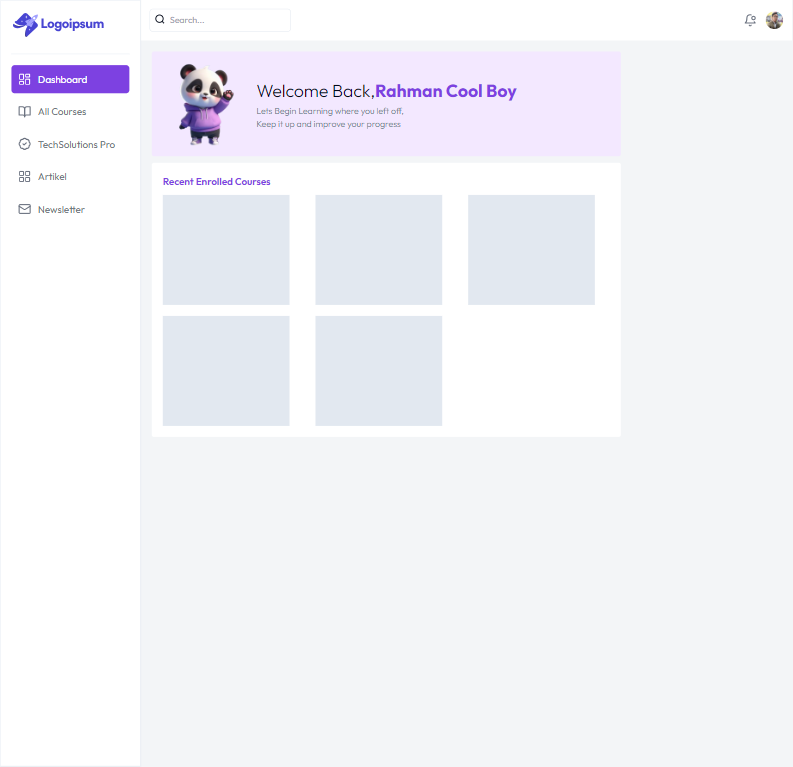 Logoipsum
Search...
Dashboard
All Courses
TechSolutions Pro
Artikel
Newsletter
Welcome Back,Rahman Cool Boy
Lets Begin Learning where you left off,
Keep it up and improve your progress
Recent Enrolled Courses